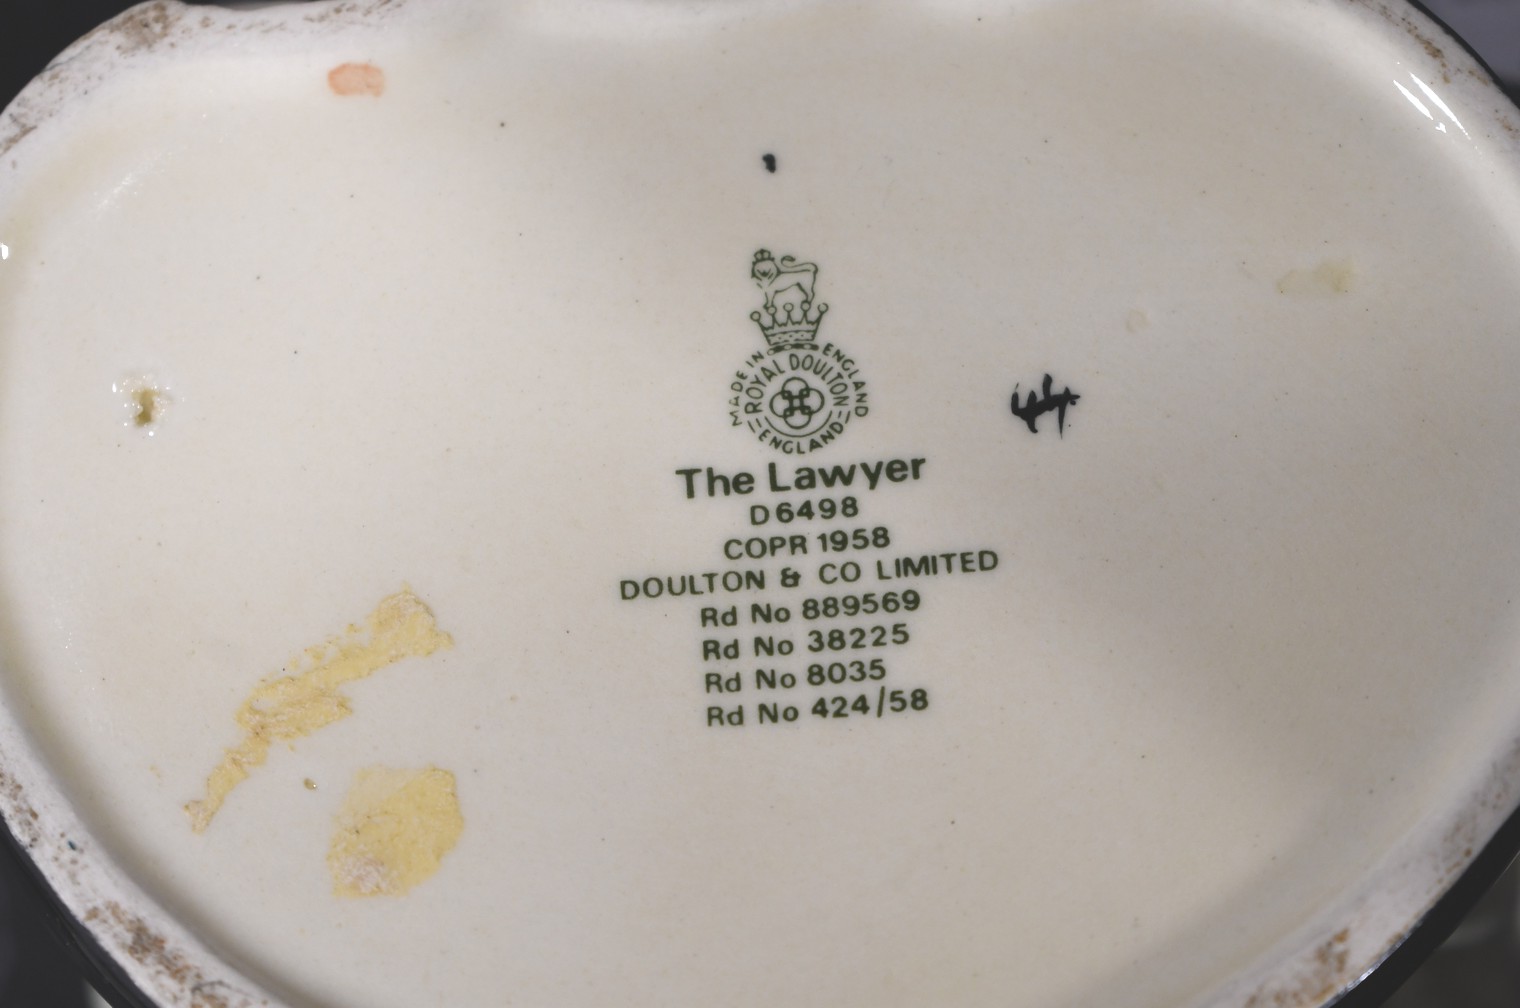 MADE IN ENGLAND
ROYAL DOULTON
ENGLAND
The Lawyer
D6498
COPR 1958
DOULTON & CO LIMITED
Rd No 889569
Rd No 38225
Rd No 8035
Rd No 424/58